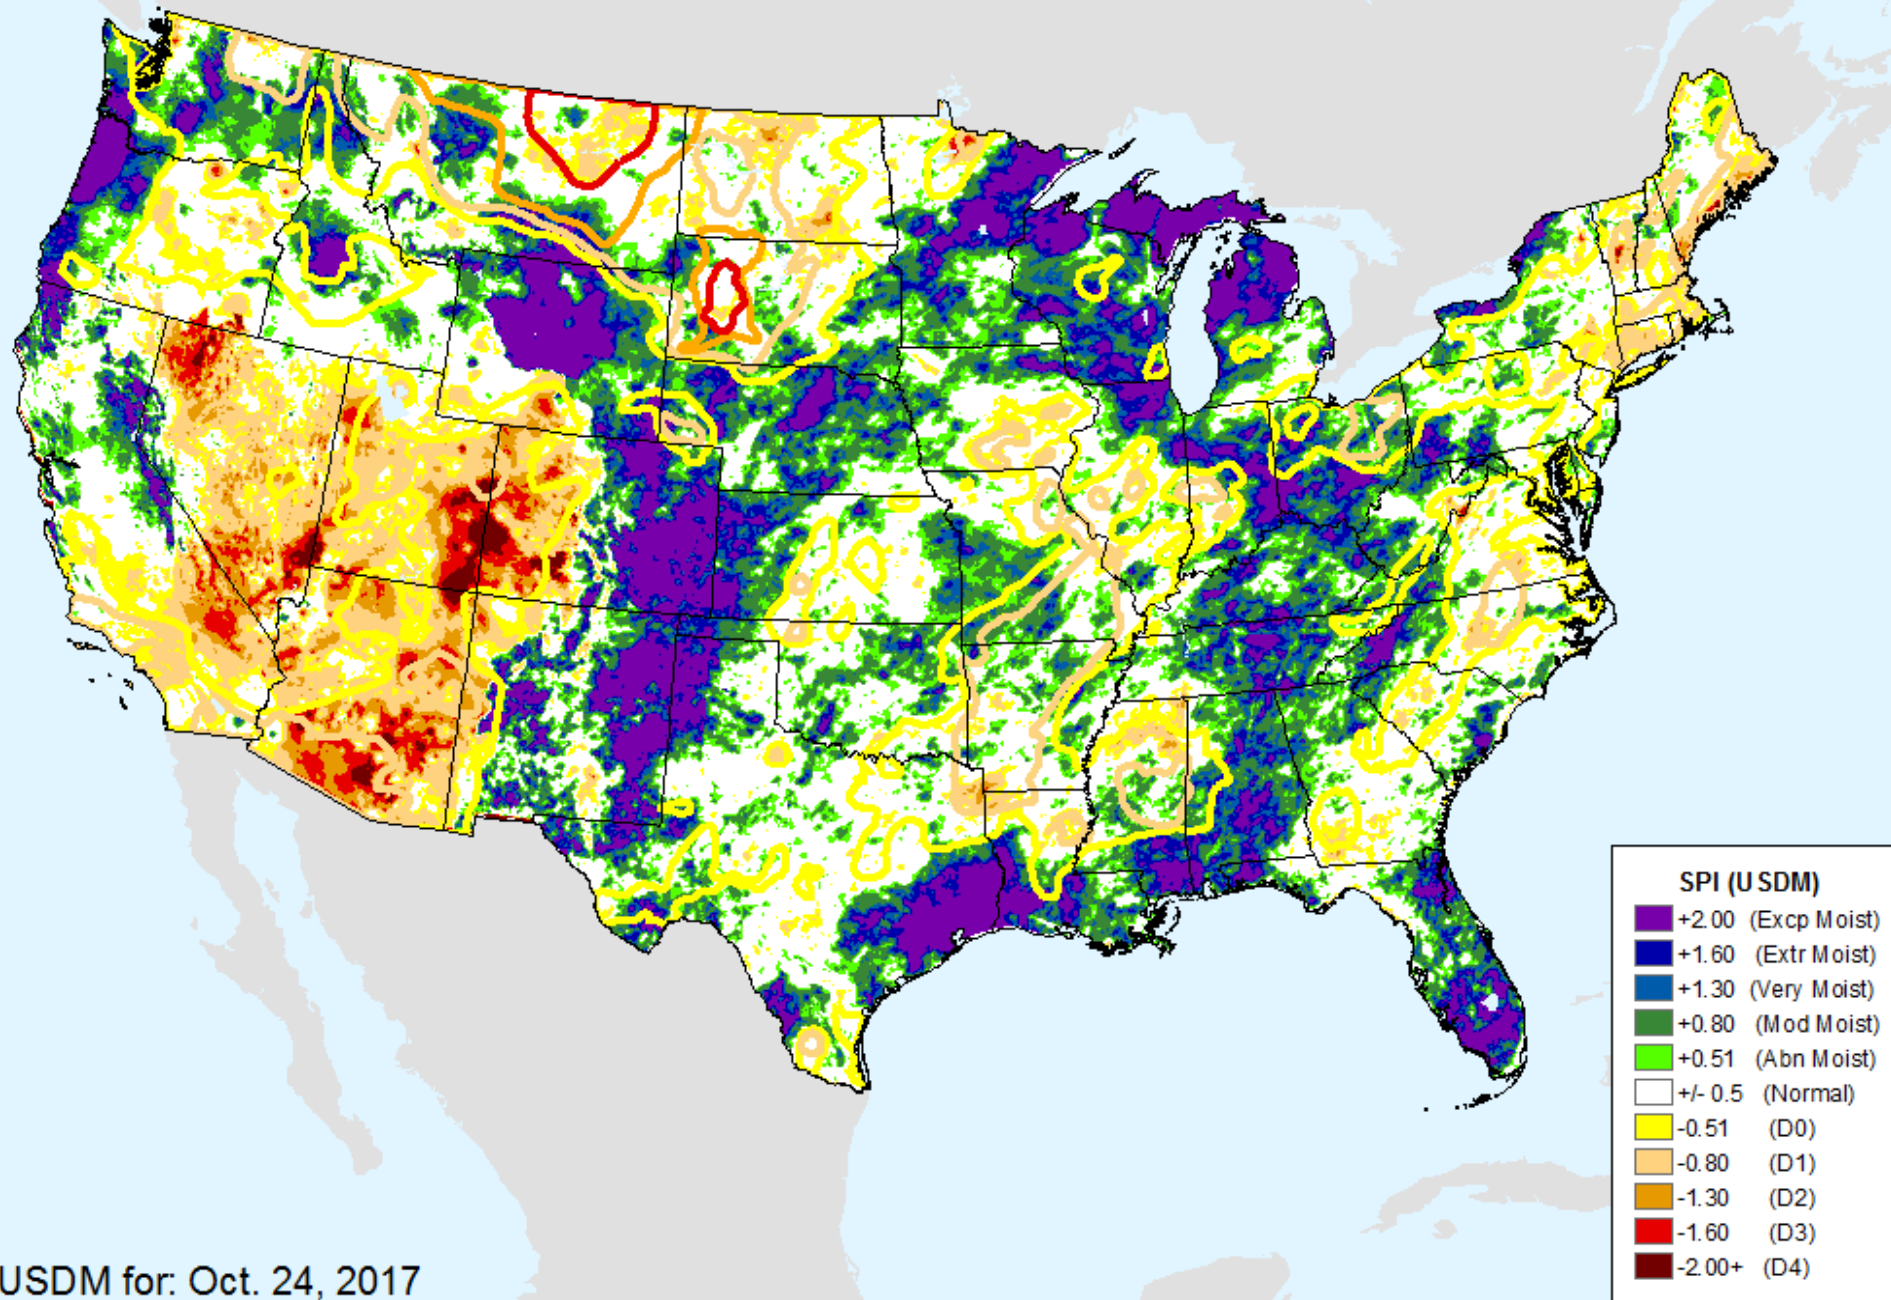 SPI (USDM)
+2.00 (Excp Moist)
+1.60 (Extr Moist)
+1.30 (Very Moist)
+0.80 (Mod Moist)
+0.51 (Abn Moist)
+/- 0.5 (Normal)
-0.51 (D0)
-0.80 (D1)
-1.30 (D2)
-1.60 (D3)
-2.00+ (D4)
USDM for: Oct. 24, 2017